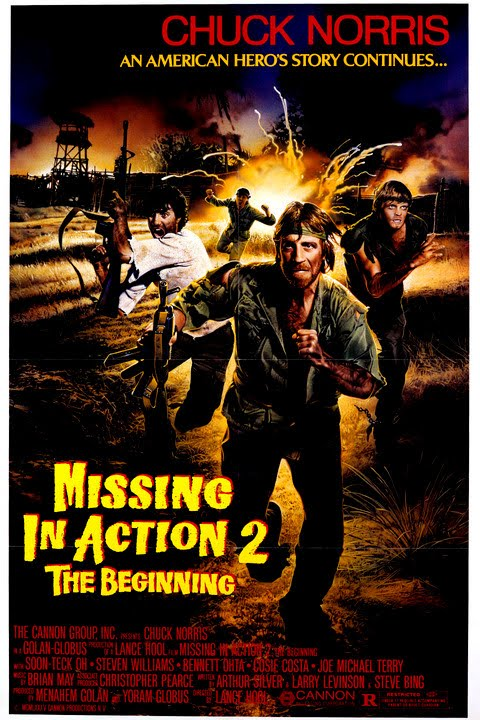 CHUCK NORRIS
AN AMERICAN HERO'S STORY CONTINUES...
MISSING
IN ACTION 2
THE BEGINNING
THE CANNON GROUP, INC. PRESENTS CHUCK NORRIS
IN A GOLAN-GLOBUS PRODUCTION OF A LANCE HOOL FILM MISSING IN ACTION 2: THE BEGINNING
WITH SOON-TECK OH • STEVEN WILLIAMS • BENNETT OHTA • COSIE COSTA • JOE MICHAEL TERRY
MUSIC BY BRIAN MAY ASSOCIATE PRODUCER CHRISTOPHER PEARCE WRITTEN BY ARTHUR SILVER & LARRY LEVINSON, STEVE BING
PRODUCED BY MENAHEM GOLAN AND YORAM GLOBUS DIRECTED BY LANCE HOOL CANNON R RESTRICTED